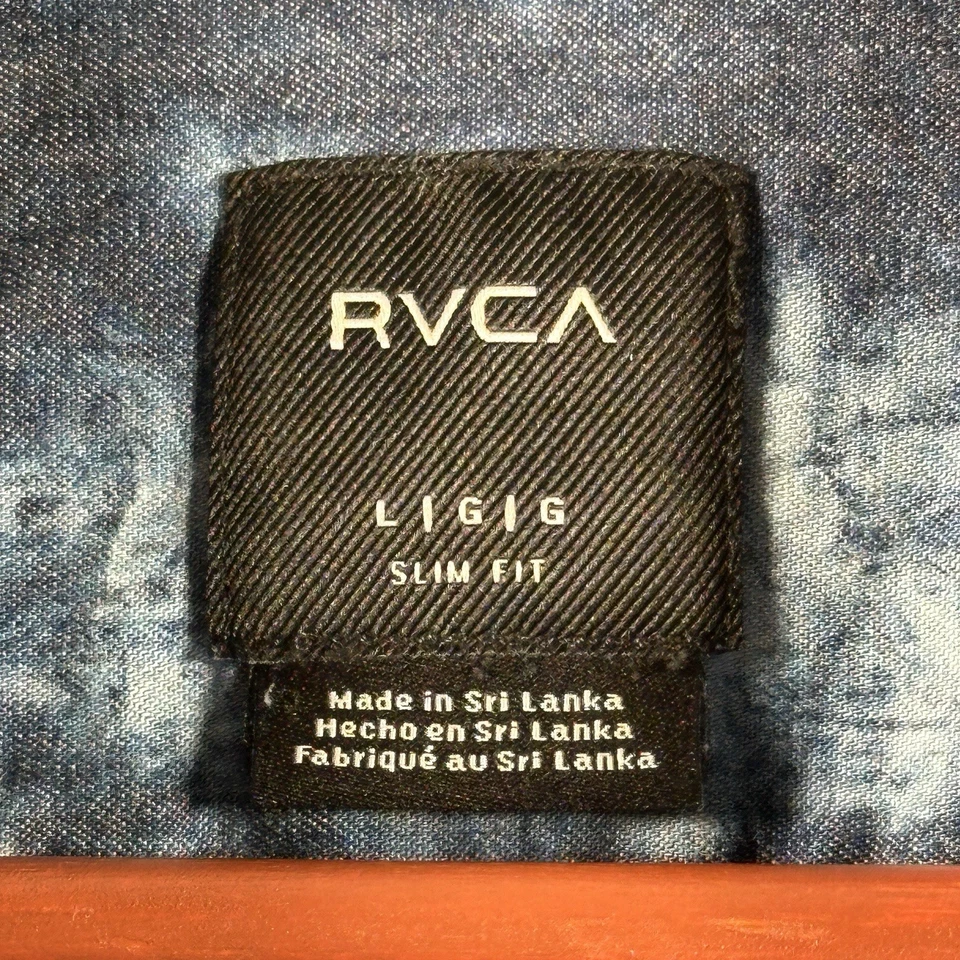 RVCA
L | G | G
SLIM FIT
Made in Sri Lanka
Hecho en Sri Lanka
Fabriqué au Sri Lanka